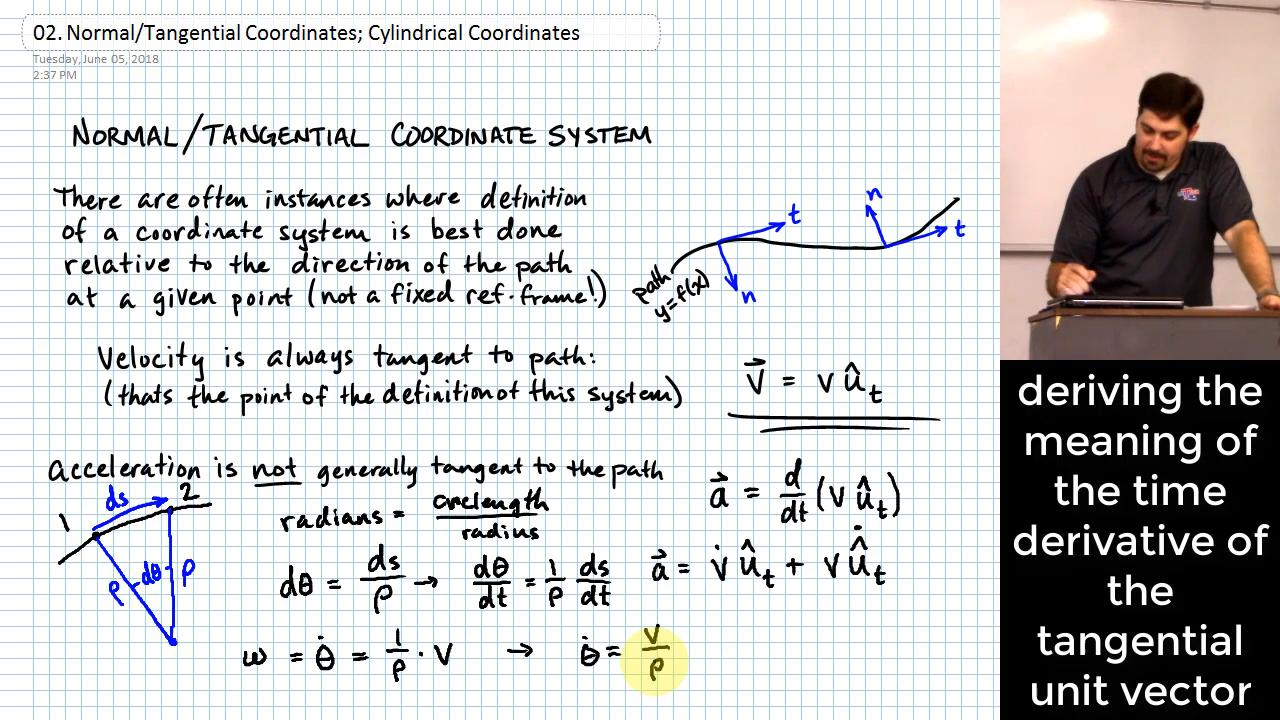 02. Normal/Tangential Coordinates; Cylindrical Coordinates
Tuesday, June 05, 2018
2:37 PM
NORMAL/TANGENTIAL COORDINATE SYSTEM
There are often instances where definition
of a coordinate system is best done
relative to the direction of the path
at a given point (not a fixed ref. frame!)
t
n
n
t
path
y=f(x)
Velocity is always tangent to path:
(thats the point of the definition of this system)
v⃗ = v û_t
acceleration is not generally tangent to the path
1
ds
2
ρ
dθ
ρ
radians = arclength / radius
a⃗ = d/dt (v û_t)
dθ = ds/ρ → dθ/dt = 1/ρ ds/dt
a⃗ = v̇ û_t + v û̇_t
ω = θ̇ = 1/ρ · v → θ̇ = v/ρ
deriving the
meaning of
the time
derivative of
the
tangential
unit vector